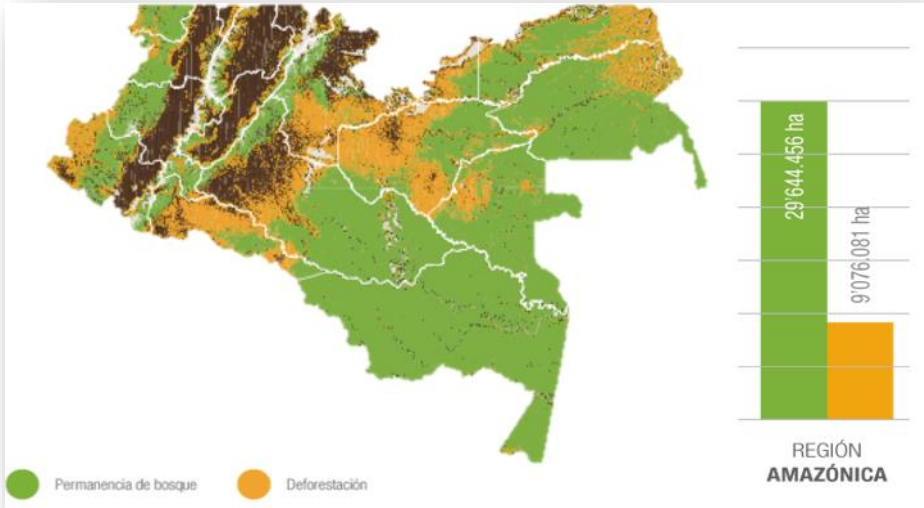 29'644.456 ha
9'076.081 ha
REGIÓN
AMAZÓNICA
Permanencia de bosque
Deforestación